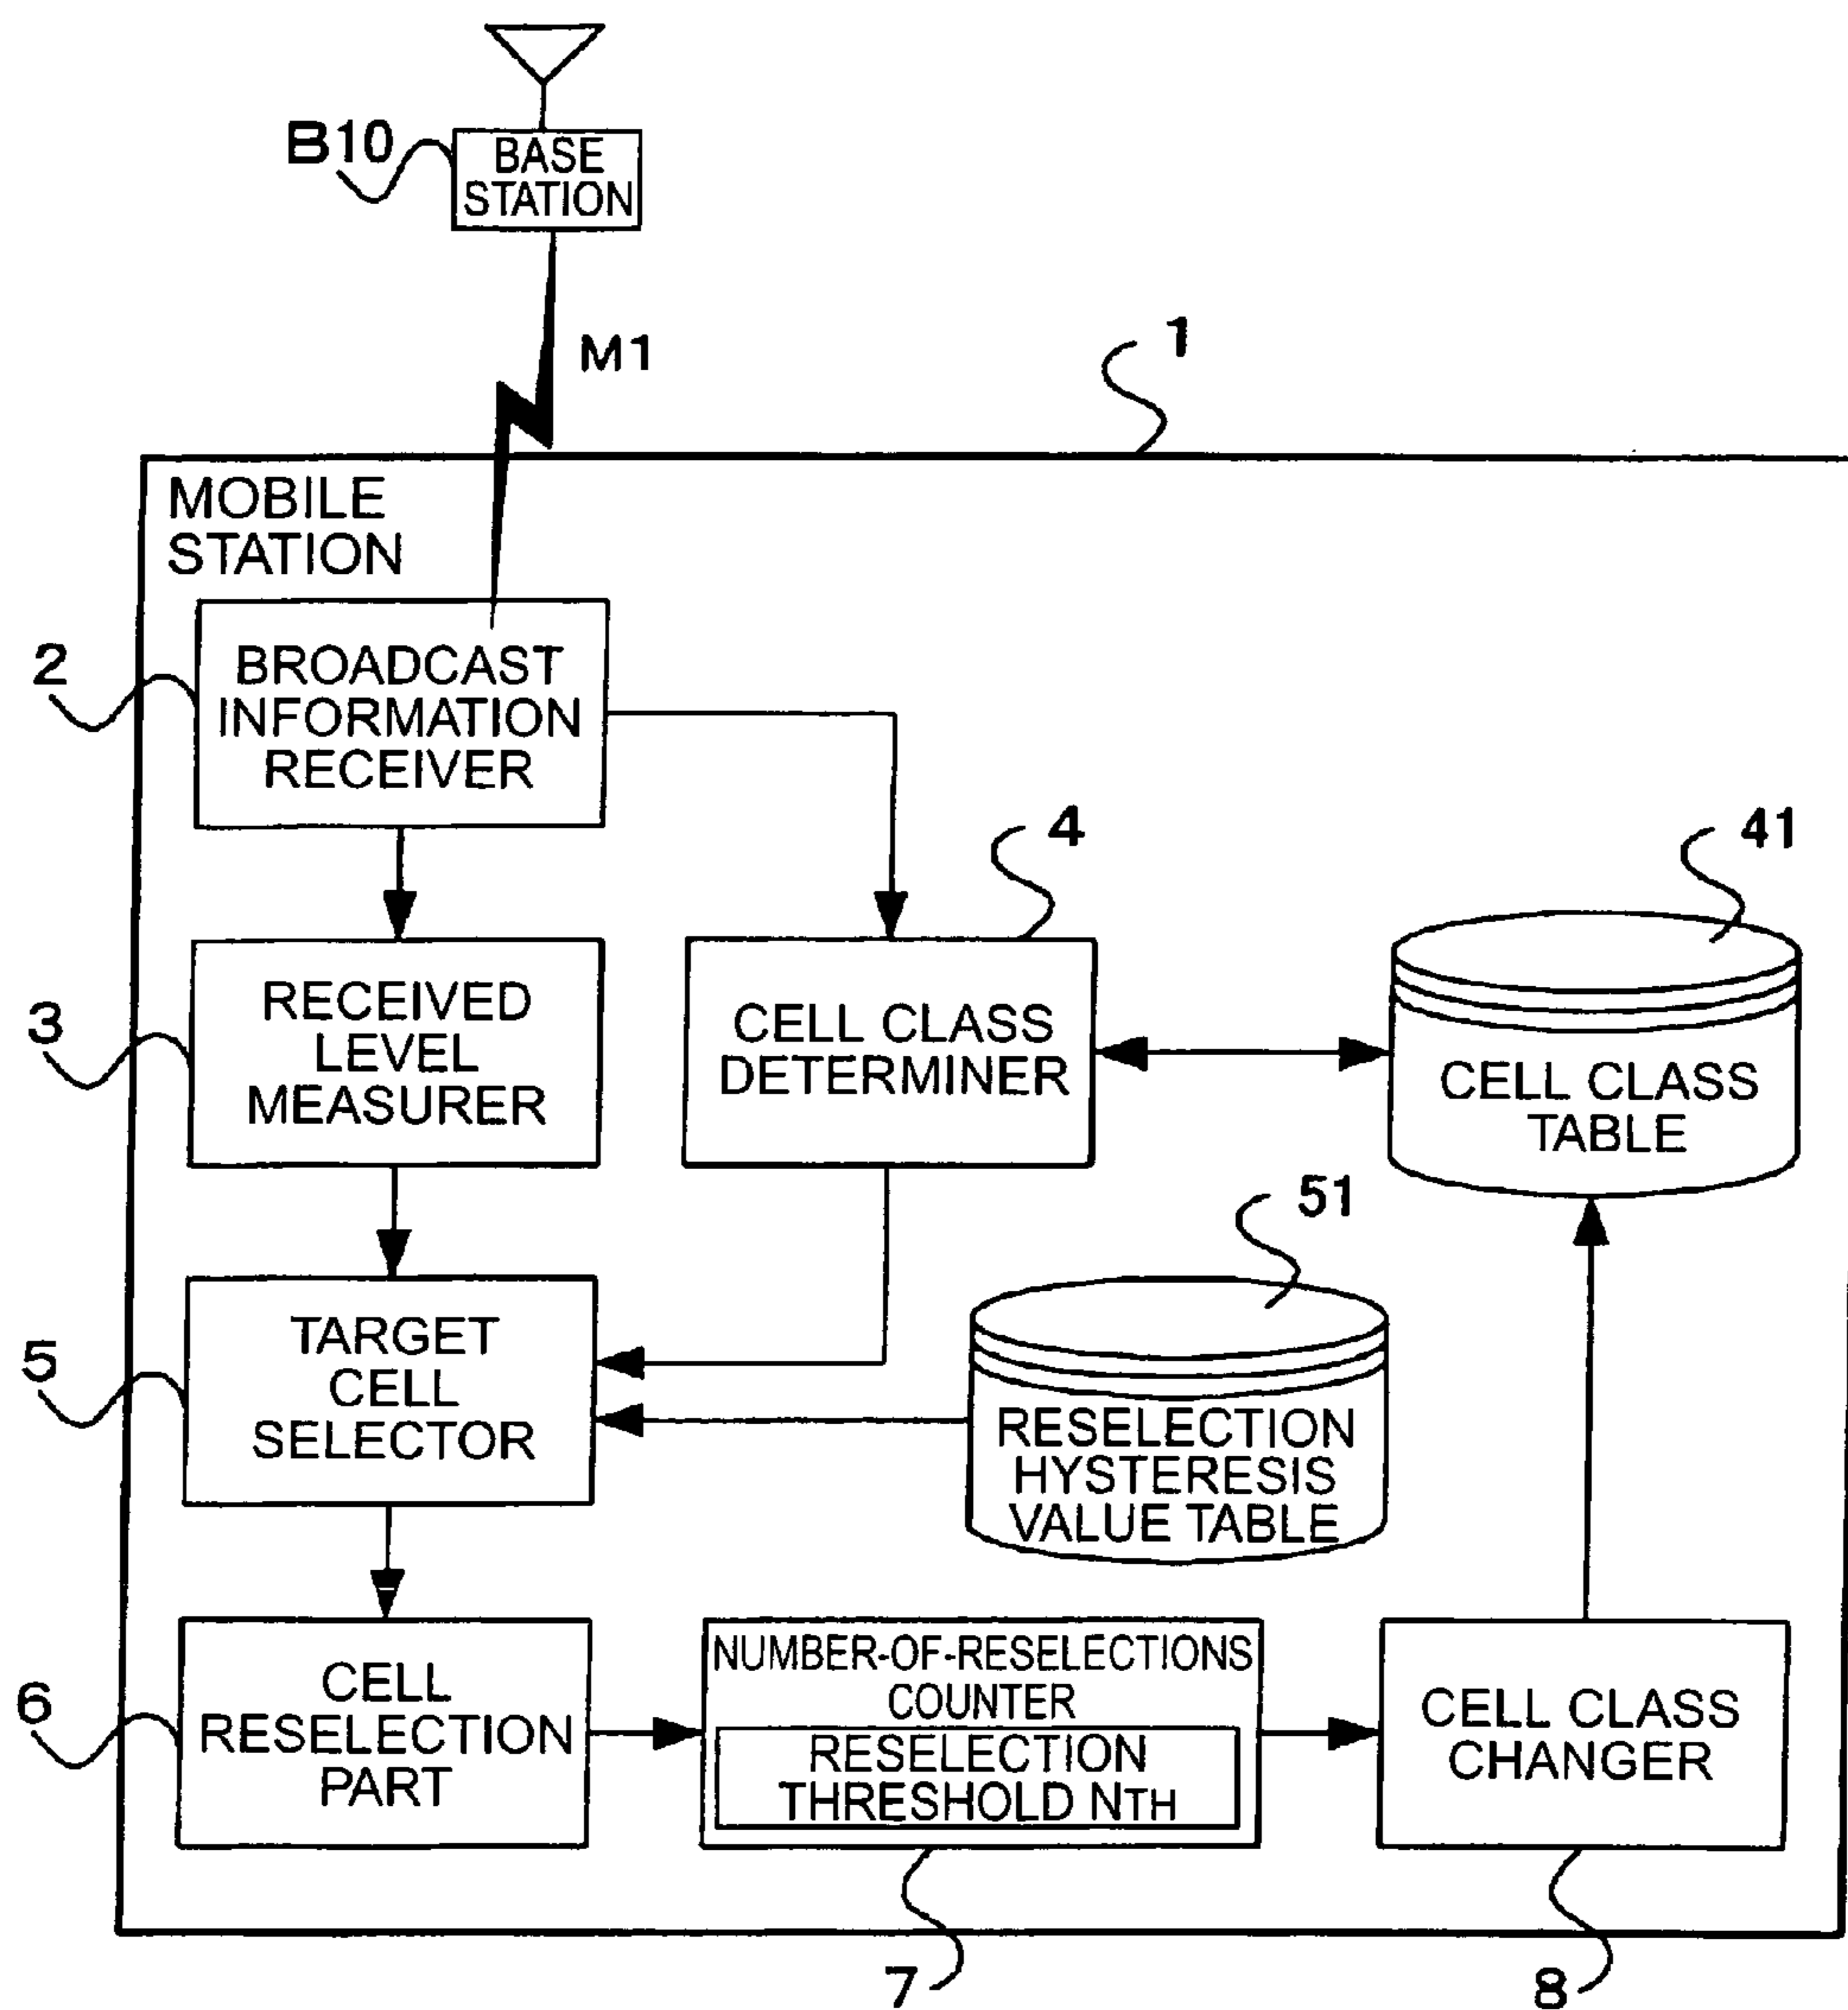 B10
BASE
STATION
M1
1
MOBILE
STATION
2
BROADCAST
INFORMATION
RECEIVER
4
41
3
RECEIVED
LEVEL
MEASURER
CELL CLASS
DETERMINER
CELL CLASS
TABLE
51
5
TARGET
CELL
SELECTOR
RESELECTION
HYSTERESIS
VALUE TABLE
6
CELL
RESELECTION
PART
NUMBER-OF-RESELECTIONS
COUNTER
RESELECTION
THRESHOLD NTH
CELL CLASS
CHANGER
7
8